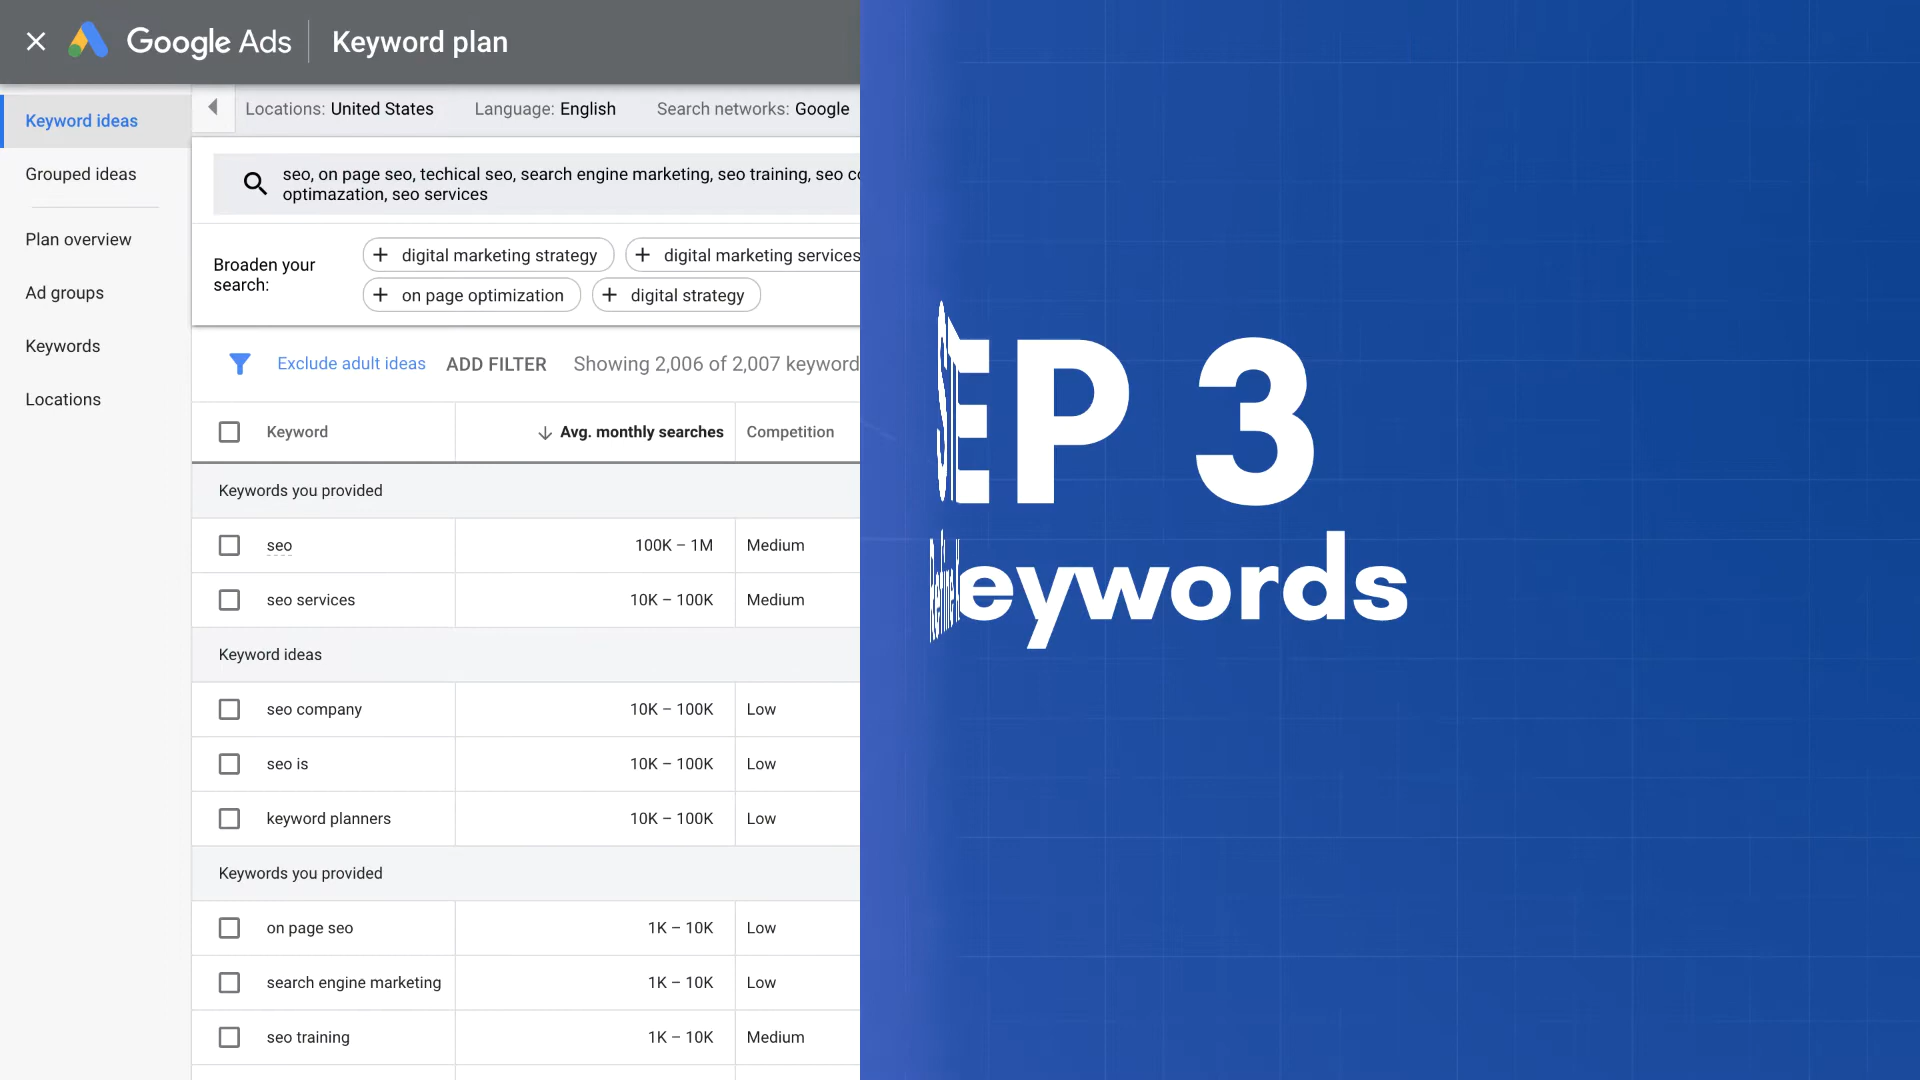 Google Ads Keyword plan
Keyword ideas
Grouped ideas
Plan overview
Ad groups
Keywords
Locations
Locations: United States Language: English Search networks: Google
seo, on page seo, techical seo, search engine marketing, seo training, seo
optimazation, seo services
Broaden your
search:
digital marketing strategy
digital marketing services
on page optimization
digital strategy
Exclude adult ideas ADD FILTER Showing 2,006 of 2,007 keyword
Keyword Avg. monthly searches Competition
Keywords you provided
seo 100K – 1M Medium
seo services 10K – 100K Medium
Keyword ideas
seo company 10K – 100K Low
seo is 10K – 100K Low
keyword planners 10K – 100K Low
Keywords you provided
on page seo 1K – 10K Low
search engine marketing 1K – 10K Low
seo training 1K – 10K Medium
STEP 3
Keywords